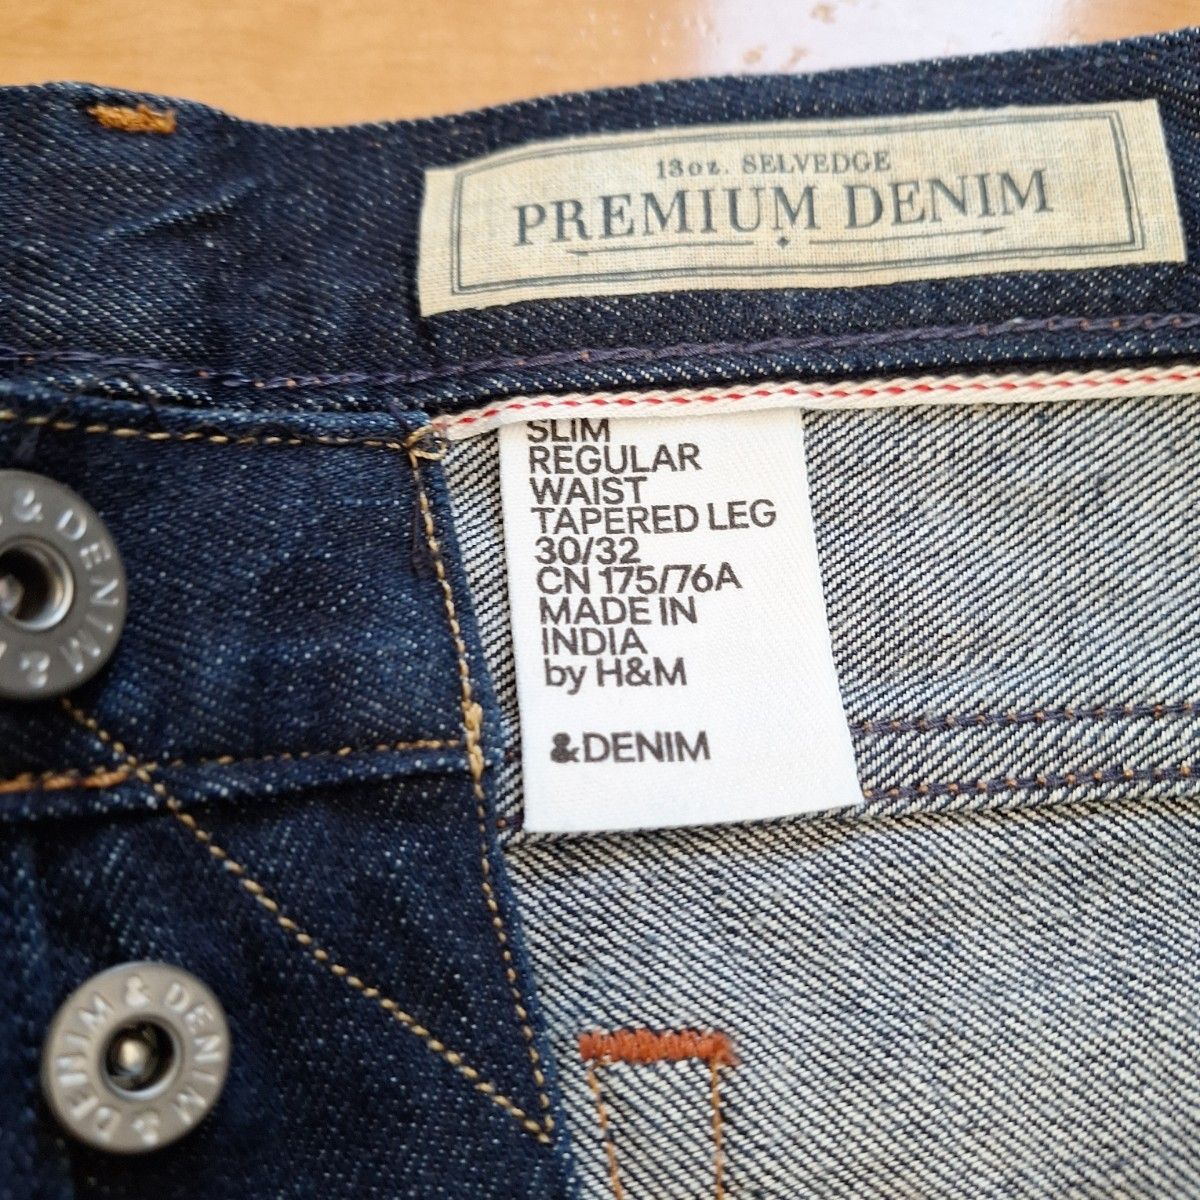 13oz. SELVEDGE
PREMIUM DENIM
SLIM
REGULAR
WAIST
TAPERED LEG
30/32
CN 175/76A
MADE IN
INDIA
by H&M
&DENIM
& DENIM &
DENIM & DENIM &